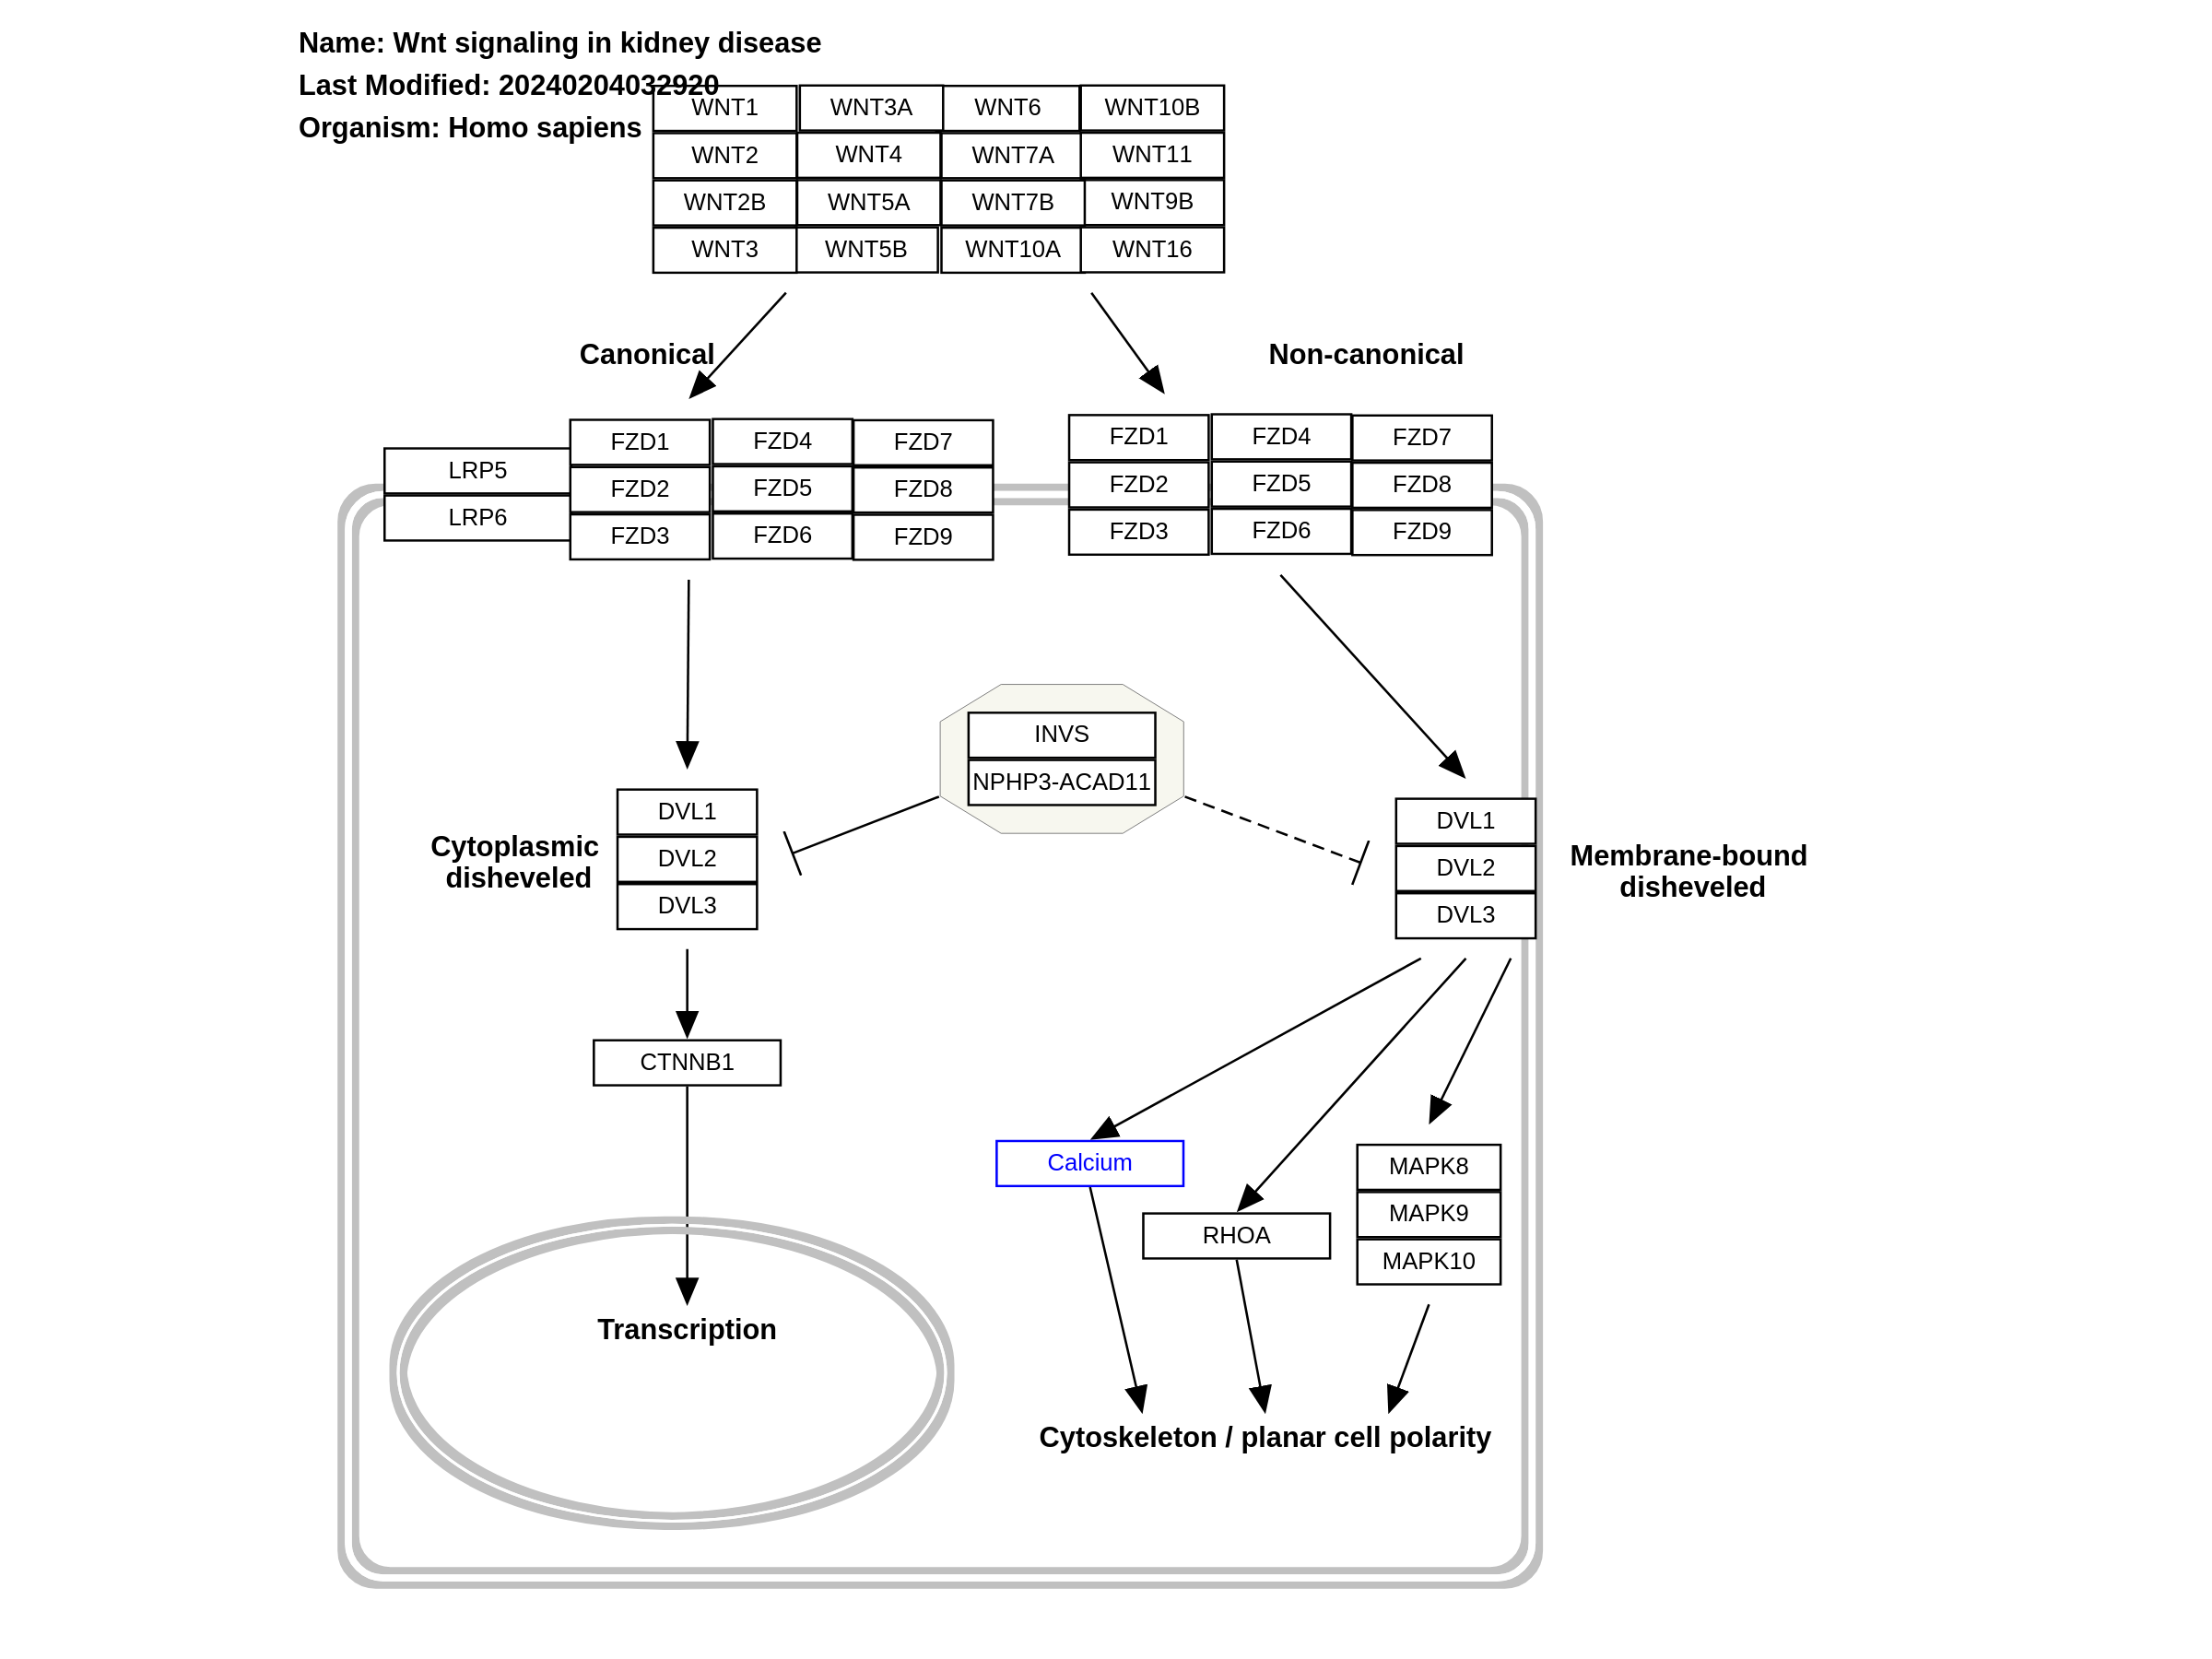 Name: Wnt signaling in kidney disease
Last Modified: 20240204032920
Organism: Homo sapiens
WNT1 WNT3A WNT6 WNT10B
WNT2 WNT4 WNT7A WNT11
WNT2B WNT5A WNT7B WNT9B
WNT3 WNT5B WNT10A WNT16
Canonical
Non-canonical
LRP5
LRP6
FZD1 FZD4 FZD7
FZD2 FZD5 FZD8
FZD3 FZD6 FZD9
FZD1 FZD4 FZD7
FZD2 FZD5 FZD8
FZD3 FZD6 FZD9
INVS
NPHP3-ACAD11
Cytoplasmic
disheveled
DVL1
DVL2
DVL3
DVL1
DVL2
DVL3
Membrane-bound
disheveled
CTNNB1
Calcium
RHOA
MAPK8
MAPK9
MAPK10
Transcription
Cytoskeleton / planar cell polarity